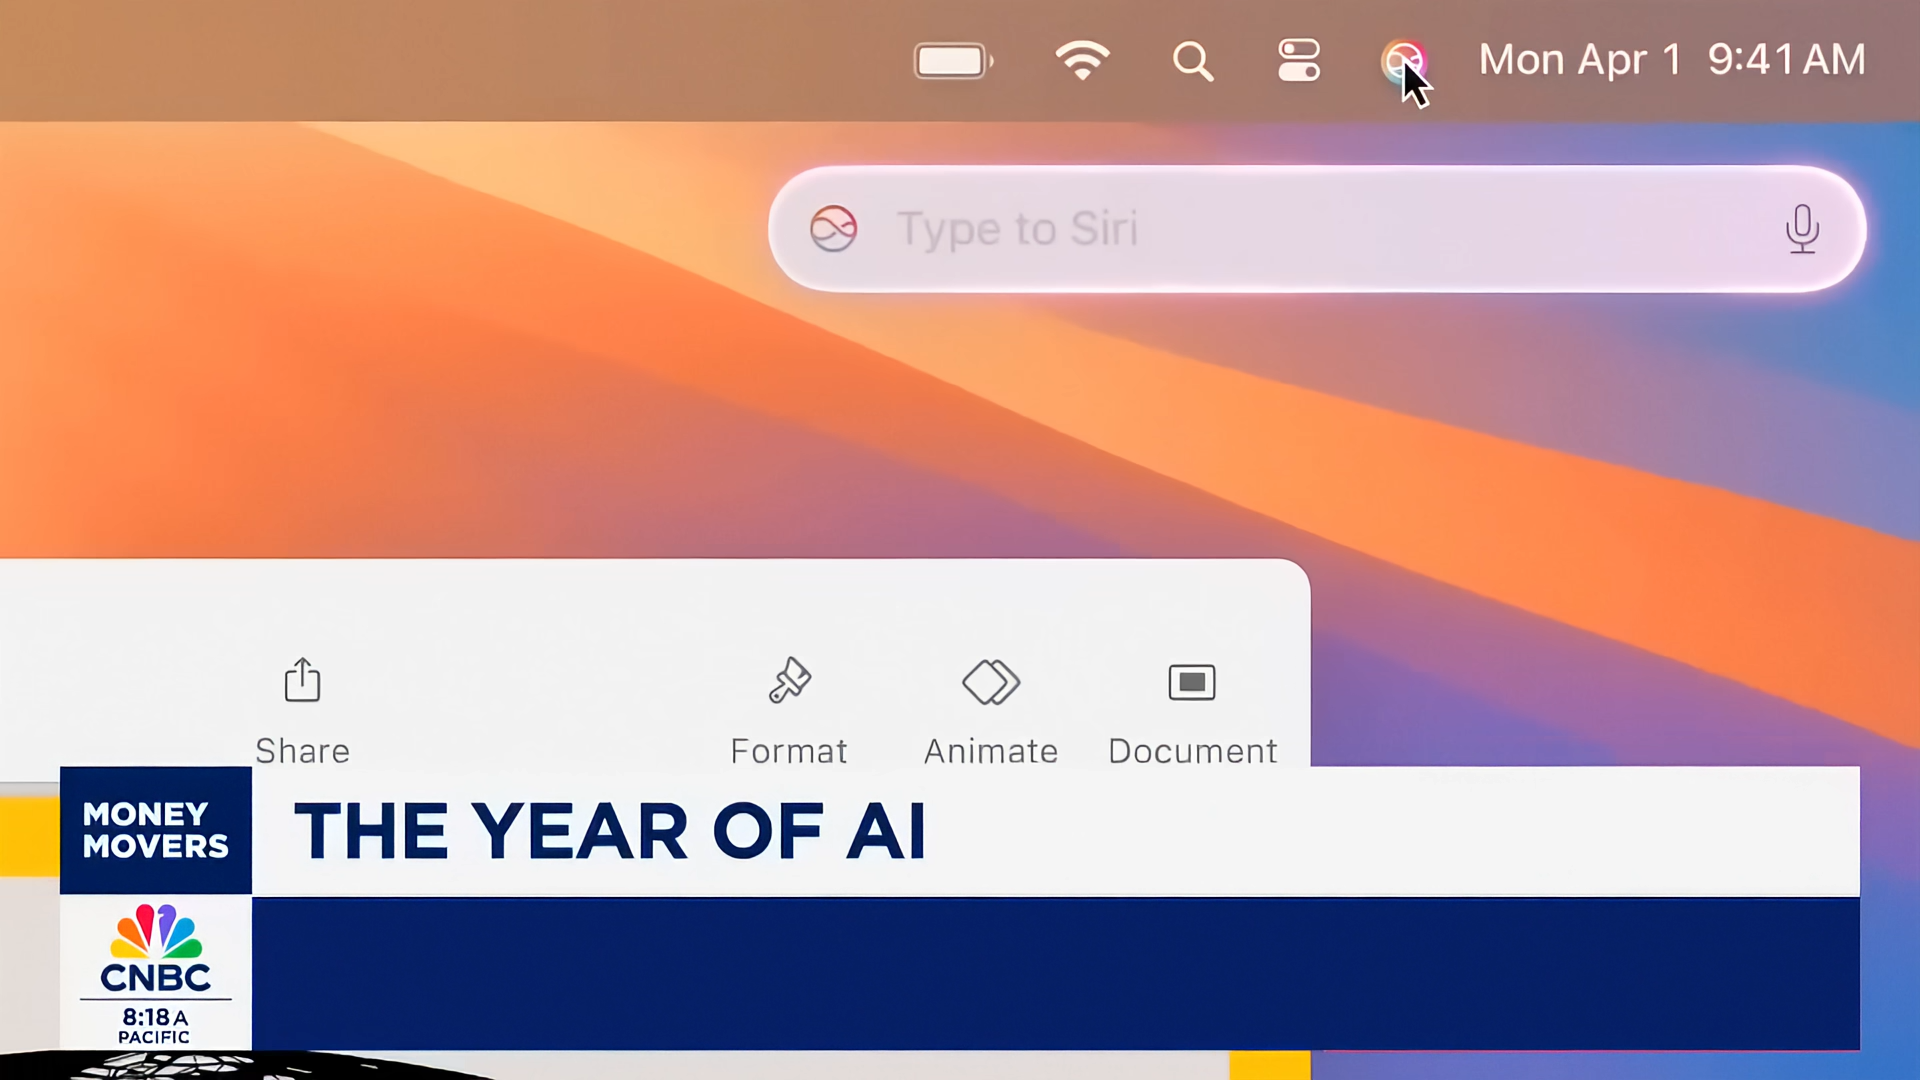 Mon Apr 1 9:41 AM
Type to Siri
Share
Format
Animate
Document
MONEY
MOVERS
THE YEAR OF AI
CNBC
8:18 A
PACIFIC